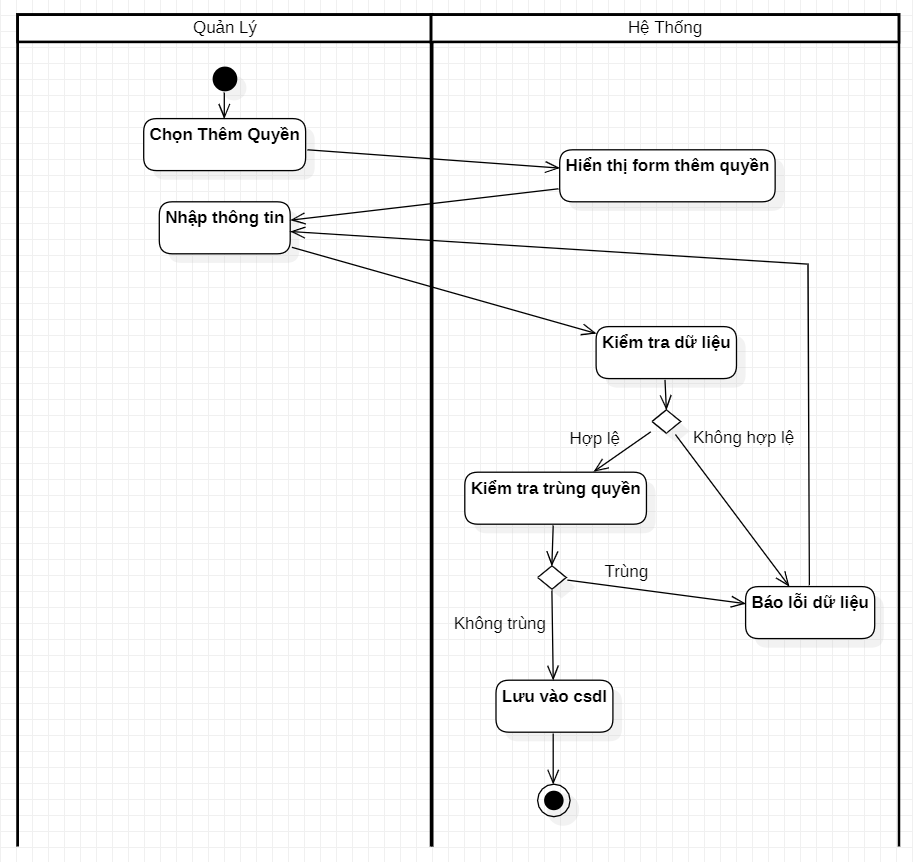 Quản Lý
Hệ Thống
Chọn Thêm Quyền
Hiển thị form thêm quyền
Nhập thông tin
Kiểm tra dữ liệu
Hợp lệ
Không hợp lệ
Kiểm tra trùng quyền
Trùng
Báo lỗi dữ liệu
Không trùng
Lưu vào csdl